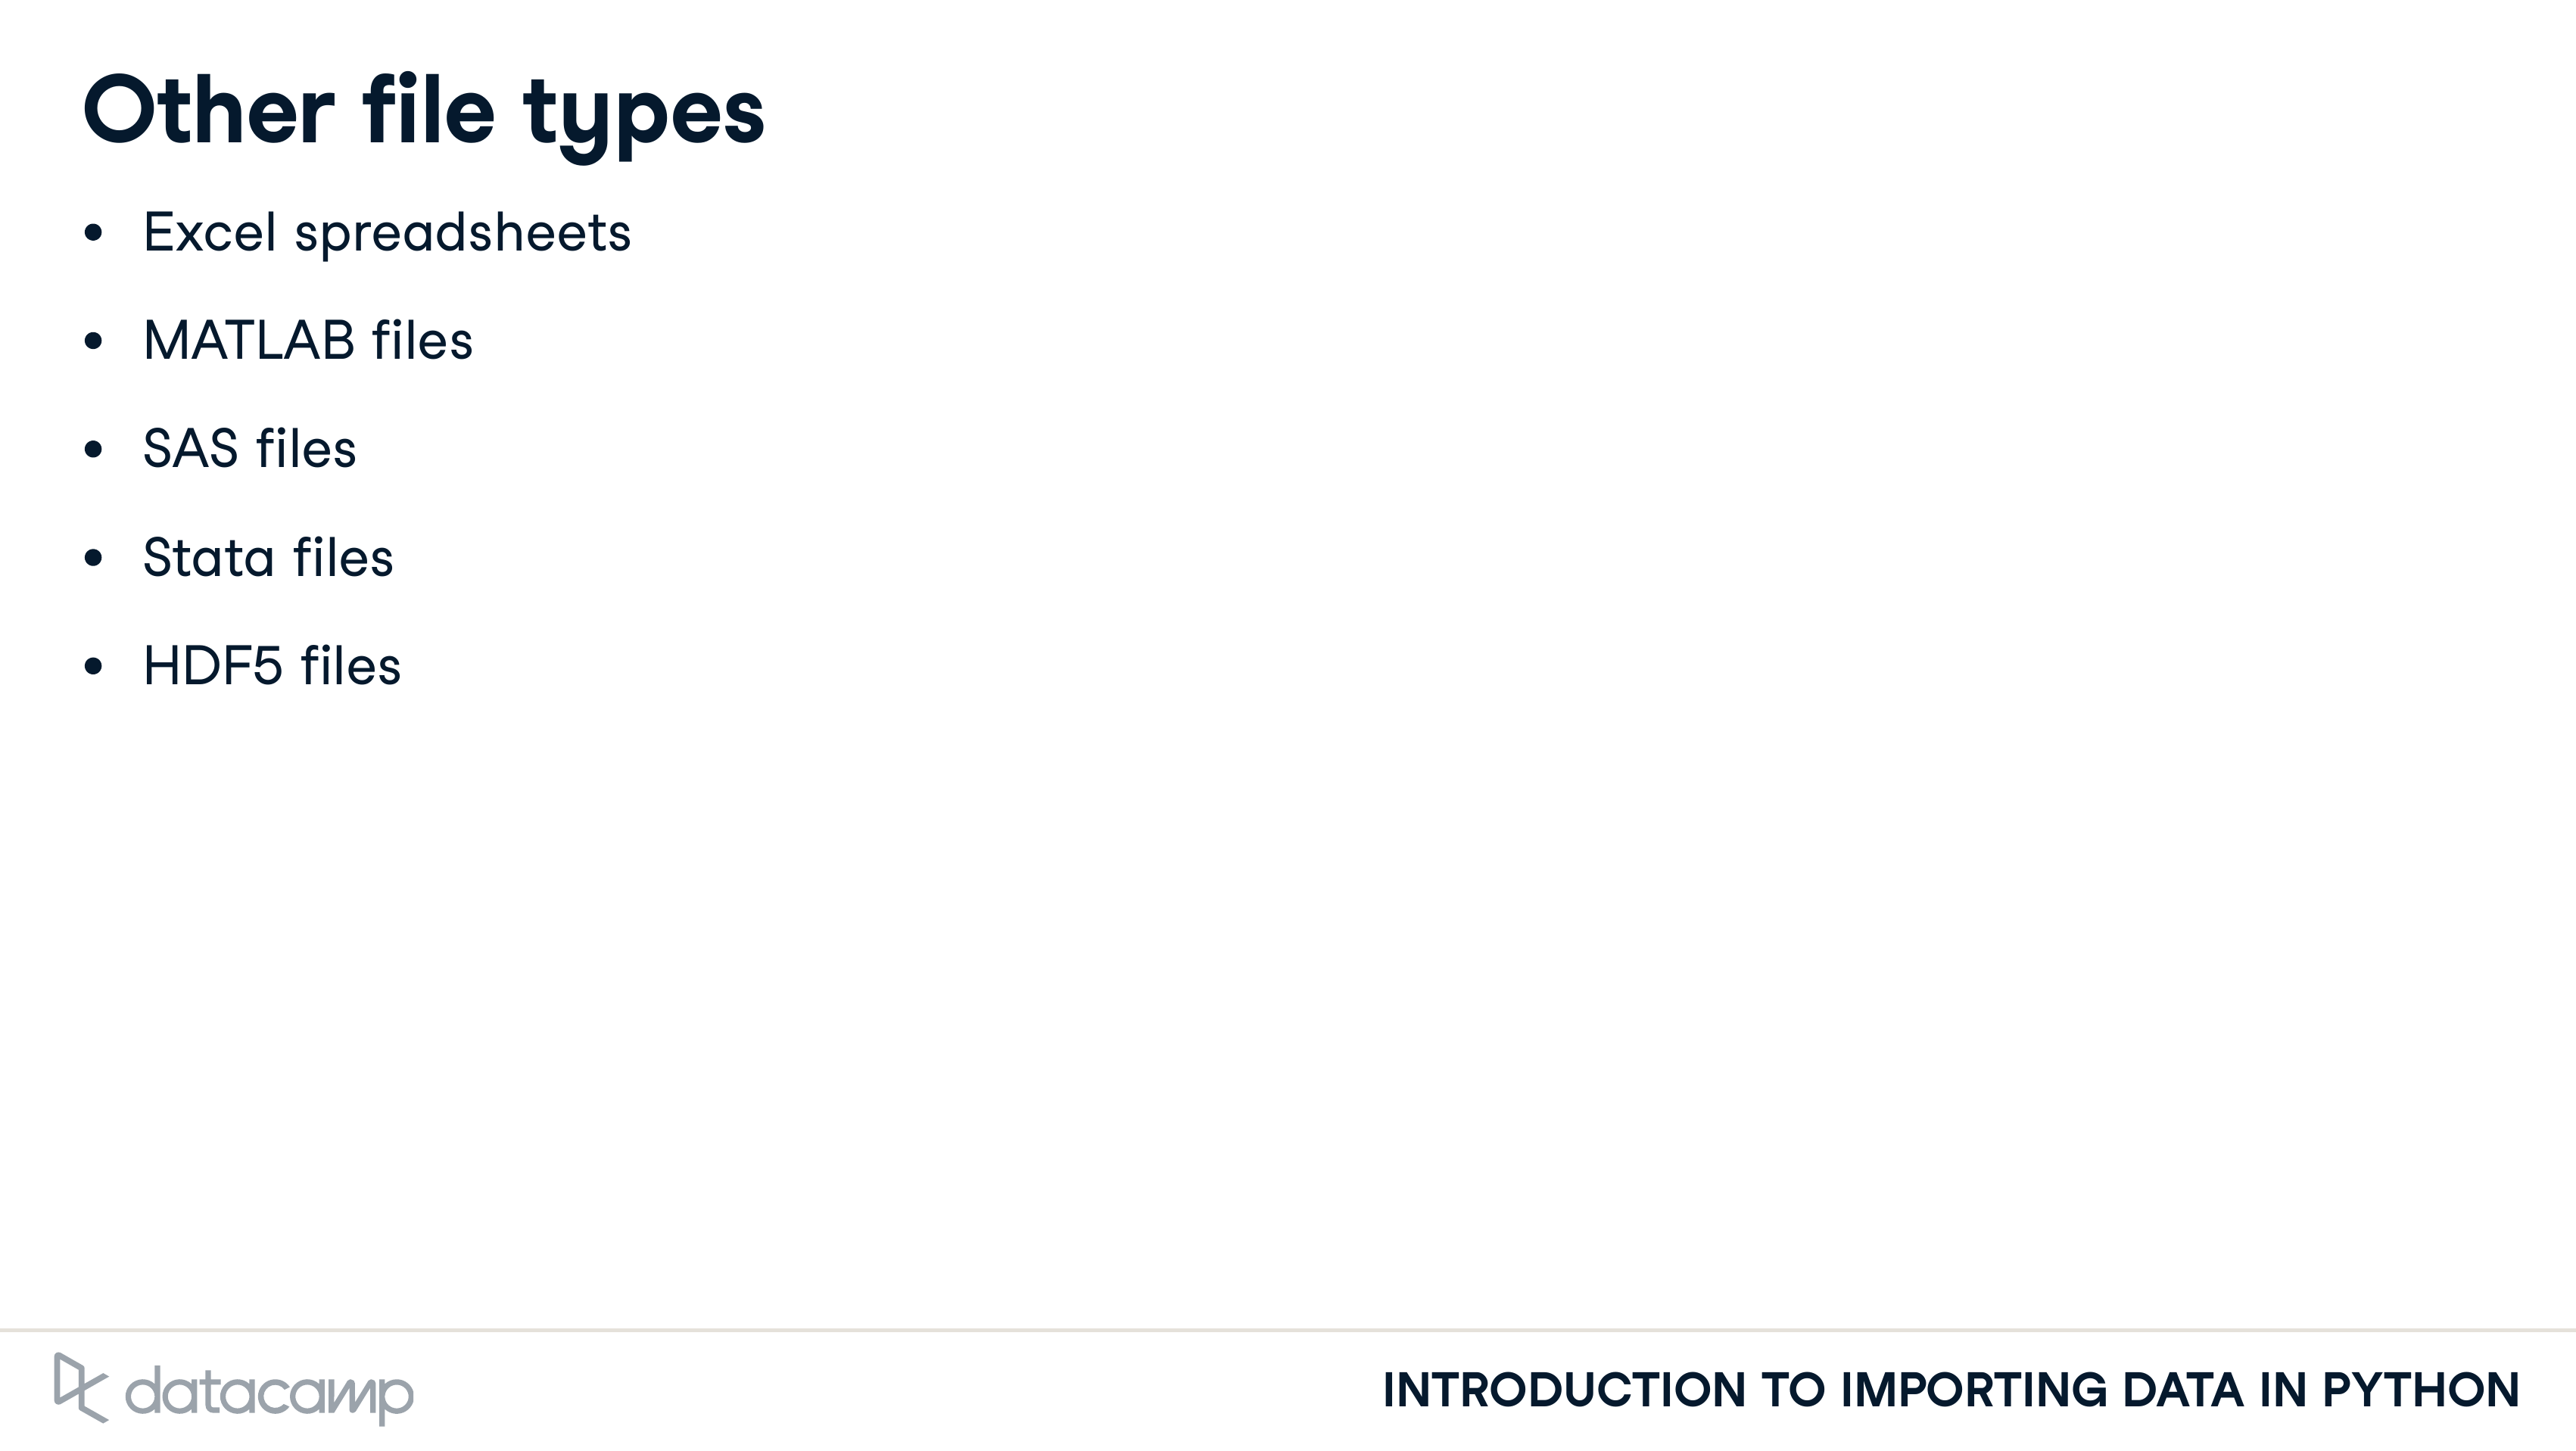 Other file types
• Excel spreadsheets
• MATLAB files
• SAS files
• Stata files
• HDF5 files
datacamp
INTRODUCTION TO IMPORTING DATA IN PYTHON